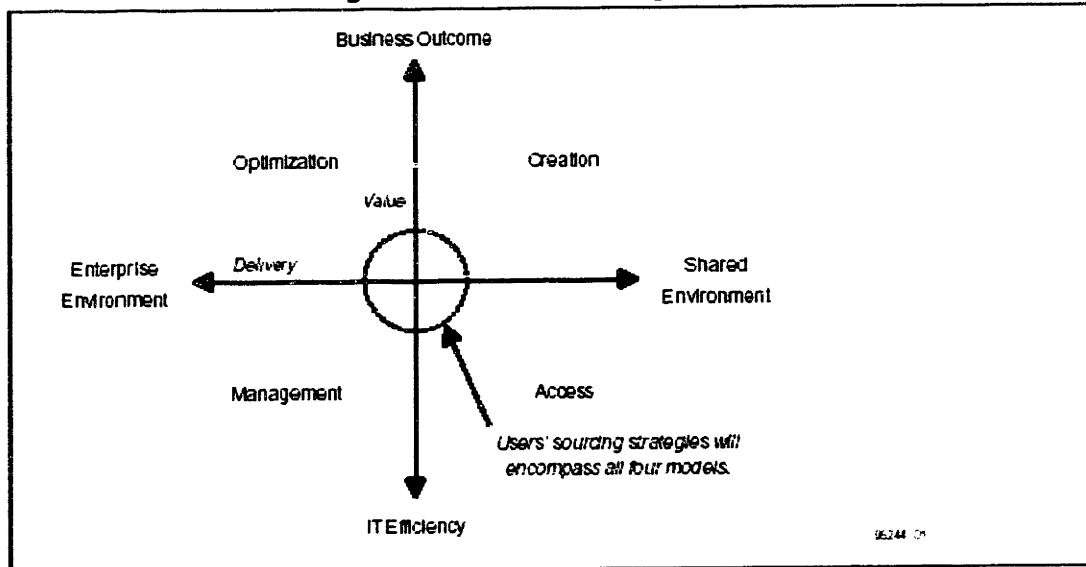 Business Outcome
Optimization
Creation
Value
Delivery
Enterprise
Environment
Shared
Environment
Management
Access
Users' sourcing strategies will
encompass all four models.
IT Efficiency